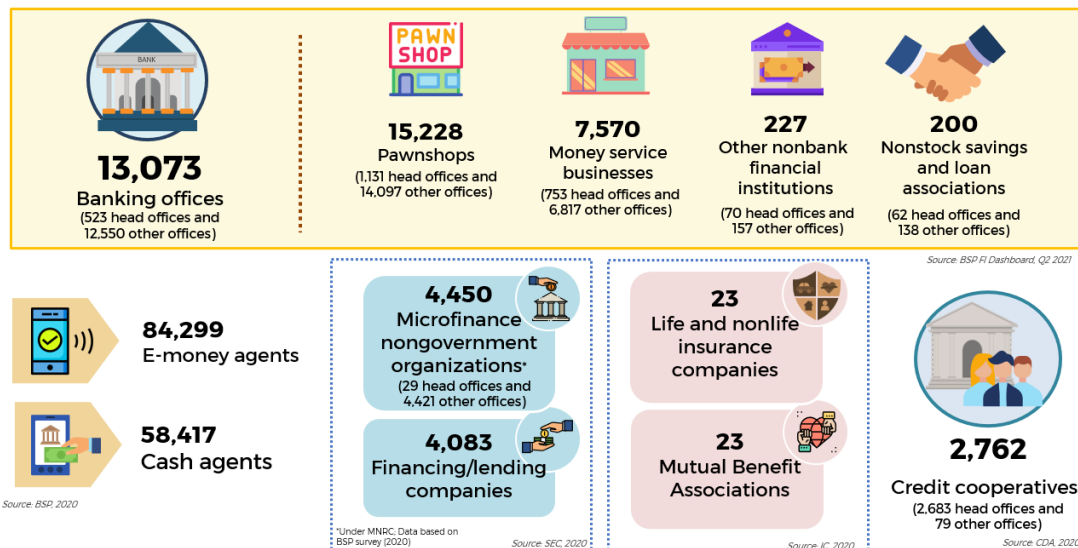 BANK
13,073
Banking offices
(523 head offices and
12,550 other offices)
PAWN
SHOP
15,228
Pawnshops
(1,131 head offices and
14,097 other offices)
7,570
Money service
businesses
(753 head offices and
6,817 other offices)
227
Other nonbank
financial
institutions
(70 head offices and
157 other offices)
200
Nonstock savings
and loan
associations
(62 head offices and
138 other offices)
Source: BSP FI Dashboard, Q2 2021
84,299
E-money agents
58,417
Cash agents
Source: BSP, 2020
4,450
Microfinance
nongovernment
organizations*
(29 head offices and
4,421 other offices)
4,083
Financing/lending
companies
*Under MNRC; Data based on
BSP survey (2020)
Source: SEC, 2020
23
Life and nonlife
insurance
companies
23
Mutual Benefit
Associations
Source: IC, 2020
2,762
Credit cooperatives
(2,683 head offices and
79 other offices)
Source: CDA, 2020